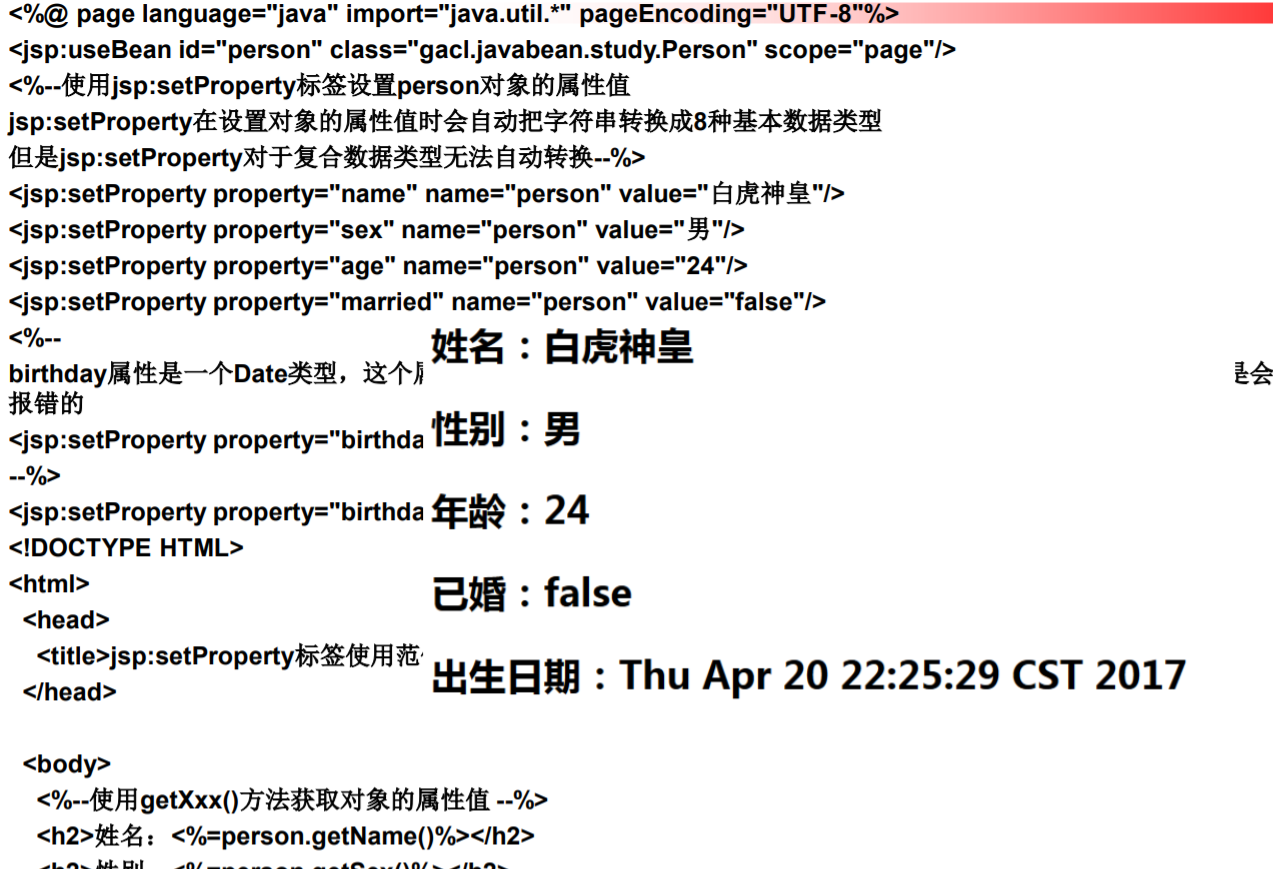 <%@ page language="java" import="java.util.*" pageEncoding="UTF-8"%>
<jsp:useBean id="person" class="gacl.javabean.study.Person" scope="page"/>
<%--使用jsp:setProperty标签设置person对象的属性值
jsp:setProperty在设置对象的属性值时会自动把字符串转换成8种基本数据类型
但是jsp:setProperty对于复合数据类型无法自动转换--%>
<jsp:setProperty property="name" name="person" value="白虎神皇"/>
<jsp:setProperty property="sex" name="person" value="男"/>
<jsp:setProperty property="age" name="person" value="24"/>
<jsp:setProperty property="married" name="person" value="false"/>
<%--
birthday属性是一个Date类型，这个
是会
报错的
<jsp:setProperty property="birthda
--%>
<jsp:setProperty property="birthda
<!DOCTYPE HTML>
<html>
<head>
<title>jsp:setProperty标签使用范
</head>
<body>
<%--使用getXxx()方法获取对象的属性值 --%>
<h2>姓名：<%=person.getName()%></h2>
<h2>性别：<%=person.getSex()%></h2>
姓名：白虎神皇
性别：男
年龄：24
已婚：false
出生日期：Thu Apr 20 22:25:29 CST 2017